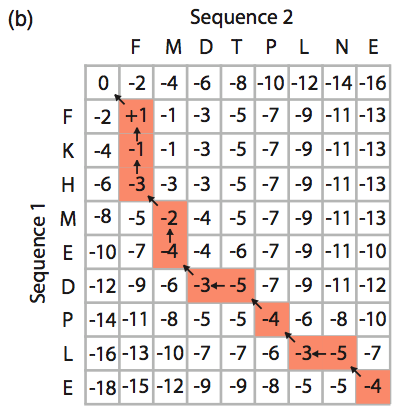 (b)
Sequence 2
F M D T P L N E
0 -2 -4 -6 -8 -10 -12 -14 -16
F -2 +1 -1 -3 -5 -7 -9 -11 -13
K -4 -1 -1 -3 -5 -7 -9 -11 -13
H -6 -3 -3 -3 -5 -7 -9 -11 -13
M -8 -5 -2 -4 -5 -7 -9 -11 -13
E -10 -7 -4 -4 -6 -7 -9 -11 -10
D -12 -9 -6 -3 -5 -7 -9 -11 -12
P -14 -11 -8 -5 -5 -4 -6 -8 -10
L -16 -13 -10 -7 -7 -6 -3 -5 -7
E -18 -15 -12 -9 -9 -8 -5 -5 -4
Sequence 1